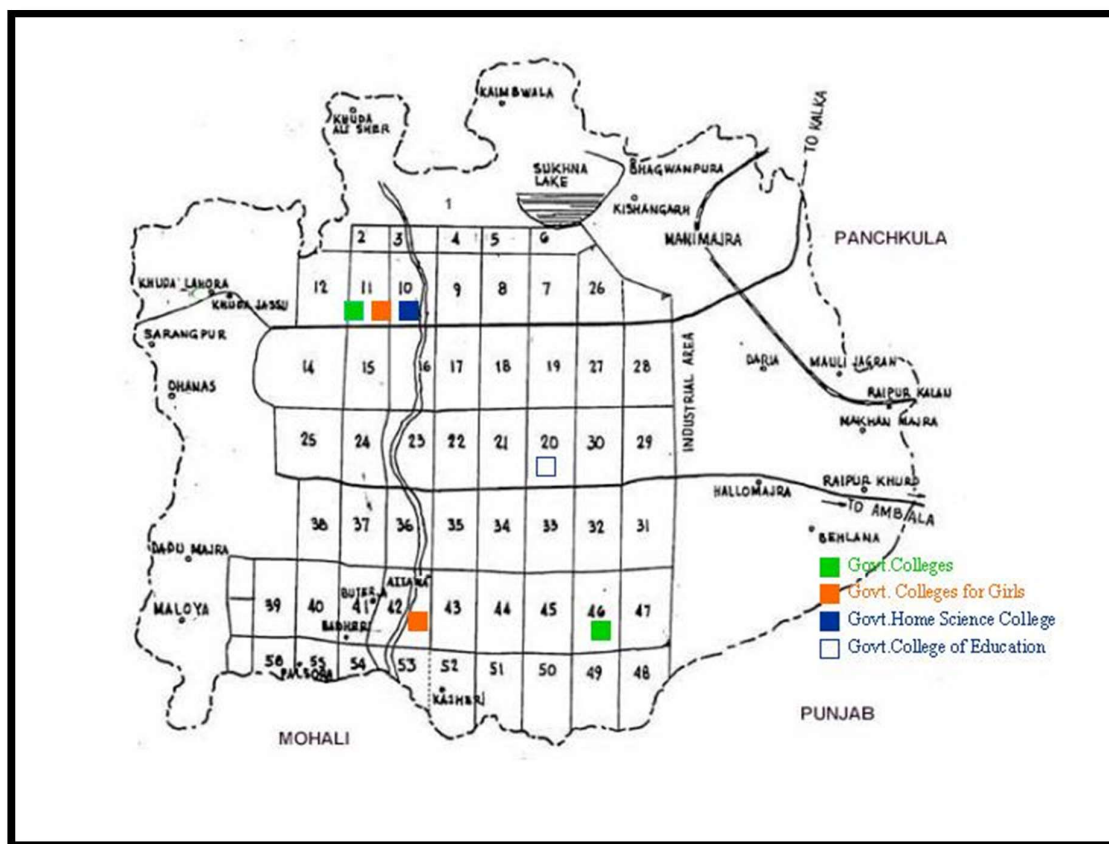 KAIMBWALA
KHUDA
ALI SHER
TO KALKA
SUKHNA
LAKE
BHAGWANPURA
KISHANGARH
1
MANIMAJRA
PANCHKULA
2 3 4 5 6
KHUDA LAHORA
KHUDA JASSU
12 11 10 9 8 7 26
SARANGPUR
INDUSTRIAL AREA
DHANAS
14 15 16 17 18 19 27 28
DARIA
MAULI JAGRAN
RAIPUR KALAN
MAKHAN MAJRA
25 24 23 22 21 20 30 29
HALLOMAJRA
RAIPUR KHURD
TO AMBALA
BEHLANA
38 37 36 35 34 33 32 31
DADU MAJRA
MALOYA
ATTAWA
BUTERLA
39 40 41 42 43 44 45 46 47
BADHERI
56 55 54 53 52 51 50 49 48
PALSORA
KAJHERI
Govt.Colleges
Govt. Colleges for Girls
Govt.Home Science College
Govt.College of Education
MOHALI
PUNJAB